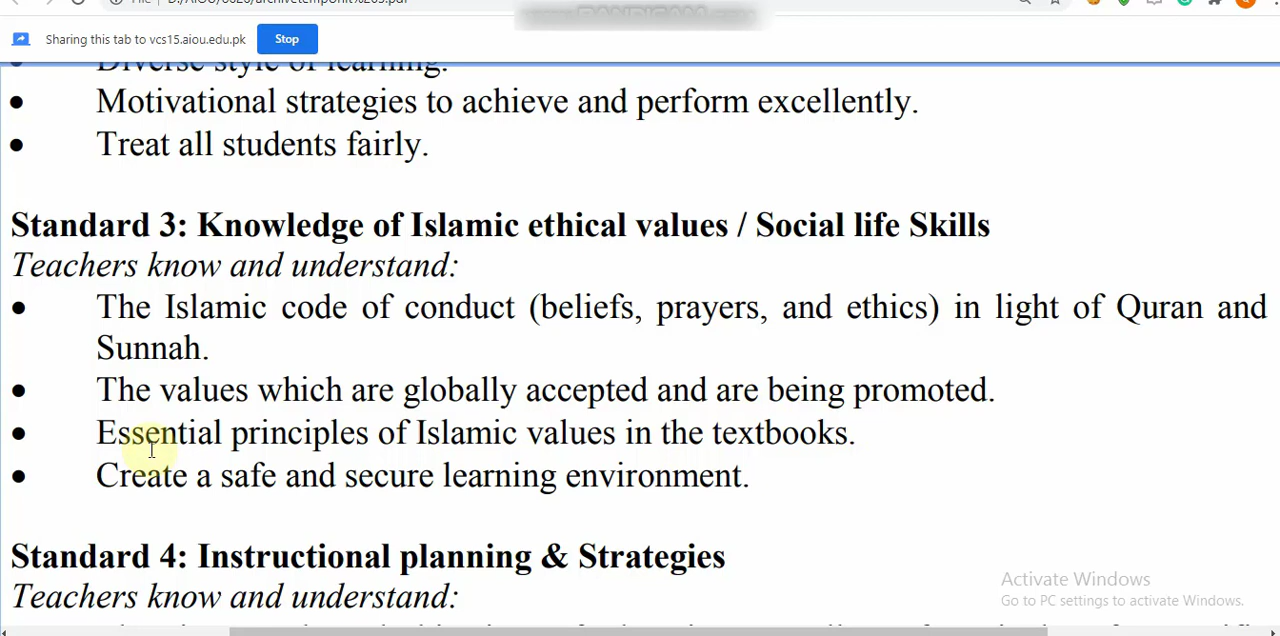 Sharing this tab to vcs15.aiou.edu.pk Stop
Diverse style of learning.
• Motivational strategies to achieve and perform excellently.
• Treat all students fairly.
Standard 3: Knowledge of Islamic ethical values / Social life Skills
Teachers know and understand:
• The Islamic code of conduct (beliefs, prayers, and ethics) in light of Quran and
Sunnah.
• The values which are globally accepted and are being promoted.
• Essential principles of Islamic values in the textbooks.
• Create a safe and secure learning environment.
Standard 4: Instructional planning & Strategies
Teachers know and understand:
Activate Windows
Go to PC settings to activate Windows.